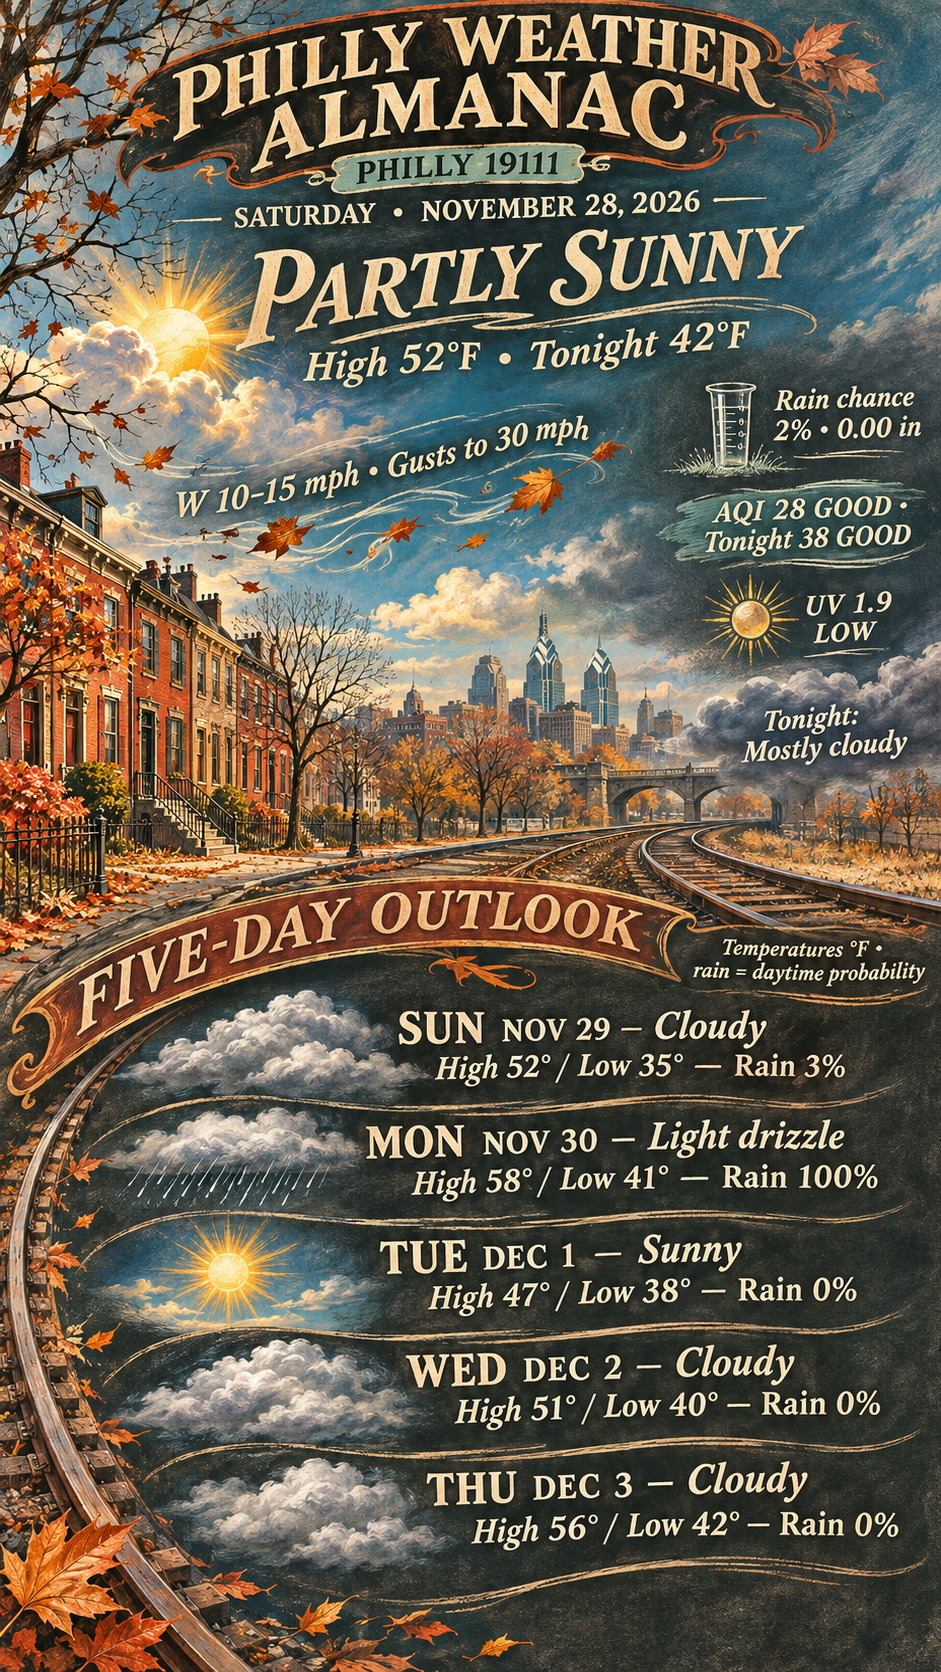 PHILLY WEATHER
ALMANAC
PHILLY 19111
SATURDAY • NOVEMBER 28, 2026
PARTLY SUNNY
High 52°F • Tonight 42°F
W 10–15 mph • Gusts to 30 mph
Rain chance
2% • 0.00 in
AQI 28 GOOD •
Tonight 38 GOOD
UV 1.9
LOW
Tonight:
Mostly cloudy
FIVE-DAY OUTLOOK
Temperatures °F •
rain = daytime probability
SUN NOV 29 — Cloudy
High 52° / Low 35° — Rain 3%
MON NOV 30 — Light drizzle
High 58° / Low 41° — Rain 100%
TUE DEC 1 — Sunny
High 47° / Low 38° — Rain 0%
WED DEC 2 — Cloudy
High 51° / Low 40° — Rain 0%
THU DEC 3 — Cloudy
High 56° / Low 42° — Rain 0%